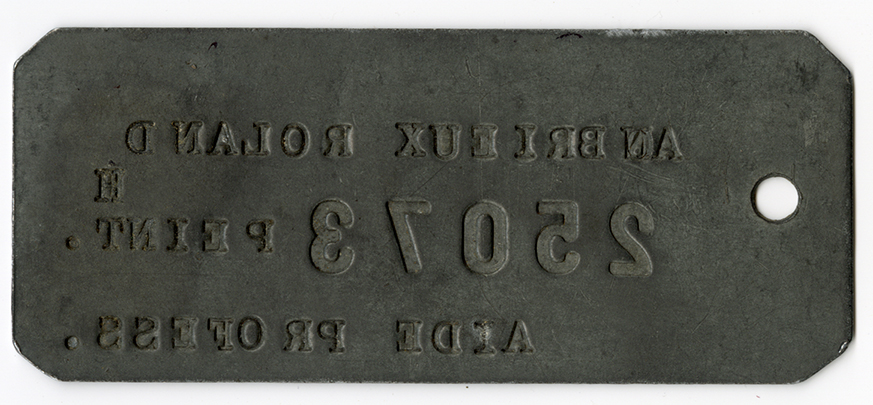 ANBRIEUX ROLAND
H
25073 PEINT.
AIDE PROFESS.